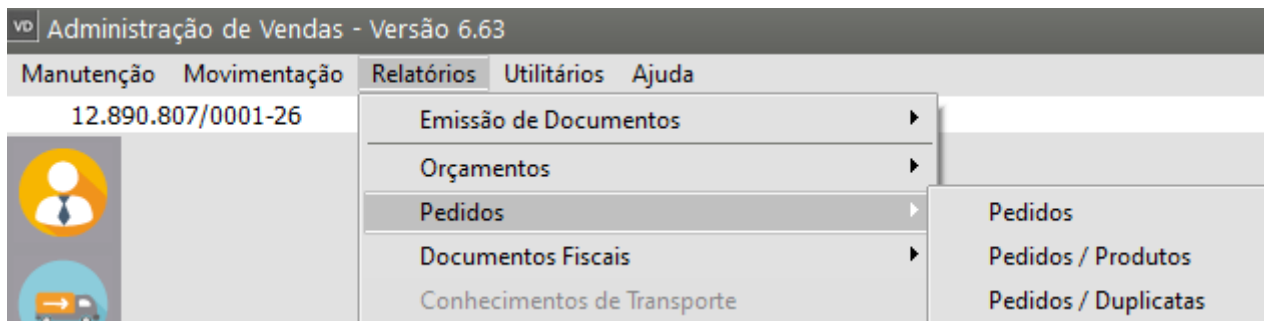 VD Administração de Vendas - Versão 6.63
Manutenção Movimentação Relatórios Utilitários Ajuda
12.890.807/0001-26
Emissão de Documentos
Orçamentos
Pedidos
Pedidos
Documentos Fiscais
Pedidos / Produtos
Conhecimentos de Transporte
Pedidos / Duplicatas